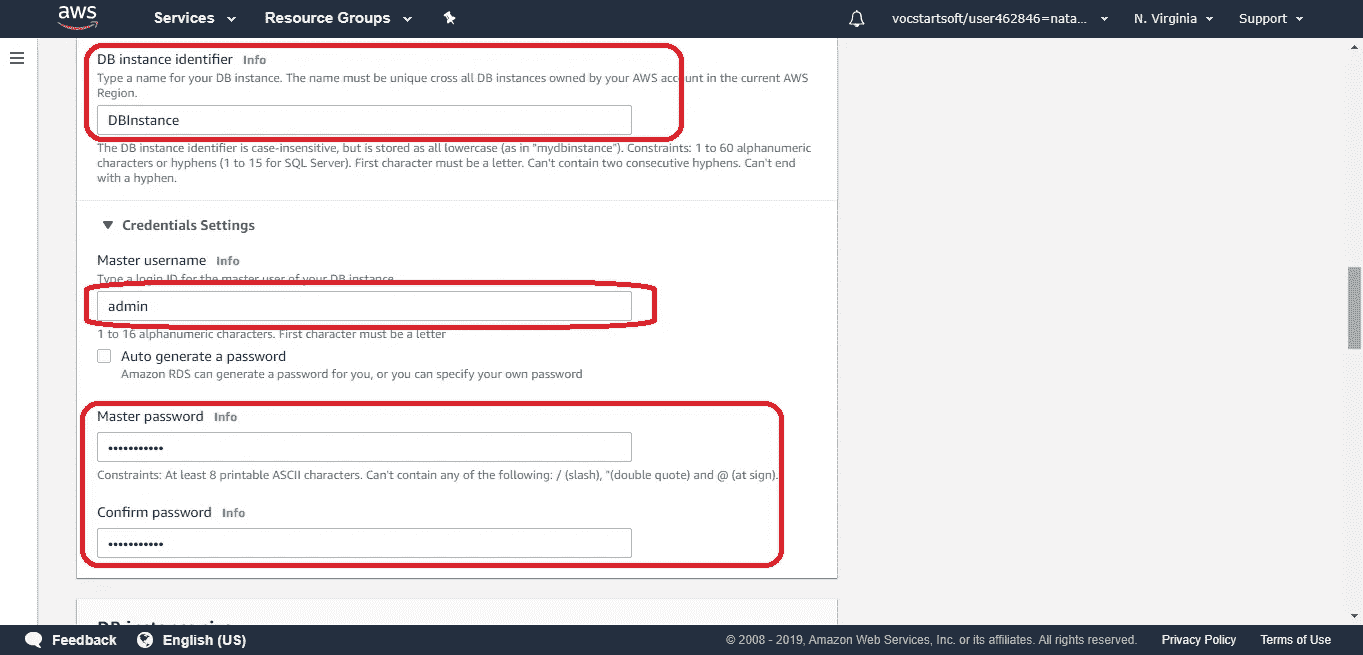 aws Services Resource Groups vocstartsoft/user462846=nata... N. Virginia Support
DB instance identifier Info
Type a name for your DB instance. The name must be unique cross all DB instances owned by your AWS account in the current AWS
Region.
DBInstance
The DB instance identifier is case-insensitive, but is stored as all lowercase (as in "mydbinstance"). Constraints: 1 to 60 alphanumeric
characters or hyphens (1 to 15 for SQL Server). First character must be a letter. Can't contain two consecutive hyphens. Can't end
with a hyphen.
Credentials Settings
Master username Info
Type a login ID for the master user of your DB instance.
admin
1 to 16 alphanumeric characters. First character must be a letter
Auto generate a password
Amazon RDS can generate a password for you, or you can specify your own password
Master password Info
•••••••••••
Constraints: At least 8 printable ASCII characters. Can't contain any of the following: / (slash), "(double quote) and @ (at sign).
Confirm password Info
•••••••••••
DB instance size
Feedback English (US) © 2008 - 2019, Amazon Web Services, Inc. or its affiliates. All rights reserved. Privacy Policy Terms of Use